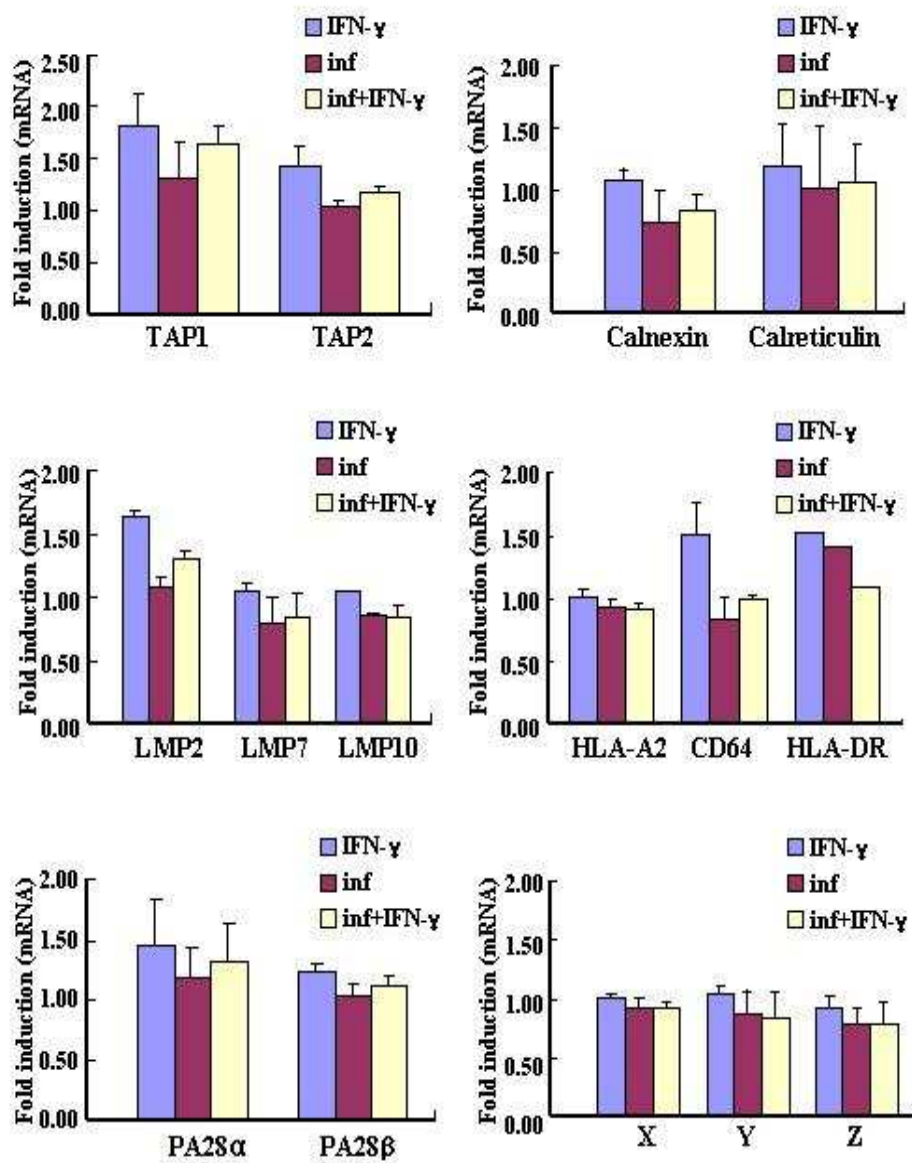 IFN-γ
inf
inf+IFN-γ
Fold induction (mRNA)
2.50
2.00
1.50
1.00
0.50
0.00
TAP1 TAP2
IFN-γ
inf
inf+IFN-γ
Fold induction (mRNA)
2.00
1.50
1.00
0.50
0.00
Calnexin Calreticulin
IFN-γ
inf
inf+IFN-γ
Fold induction (mRNA)
2.00
1.50
1.00
0.50
0.00
LMP2 LMP7 LMP10
IFN-γ
inf
inf+IFN-γ
Fold induction (mRNA)
2.00
1.50
1.00
0.50
0.00
HLA-A2 CD64 HLA-DR
IFN-γ
inf
inf+IFN-γ
Fold induction (mRNA)
2.00
1.50
1.00
0.50
0.00
PA28α PA28β
IFN-γ
inf
inf+IFN-γ
Fold induction (mRNA)
2.00
1.50
1.00
0.50
0.00
X Y Z